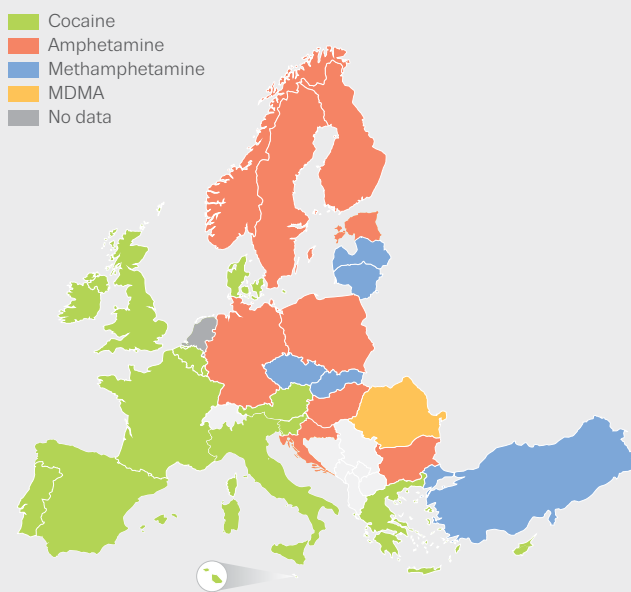 Cocaine
Amphetamine
Methamphetamine
MDMA
No data